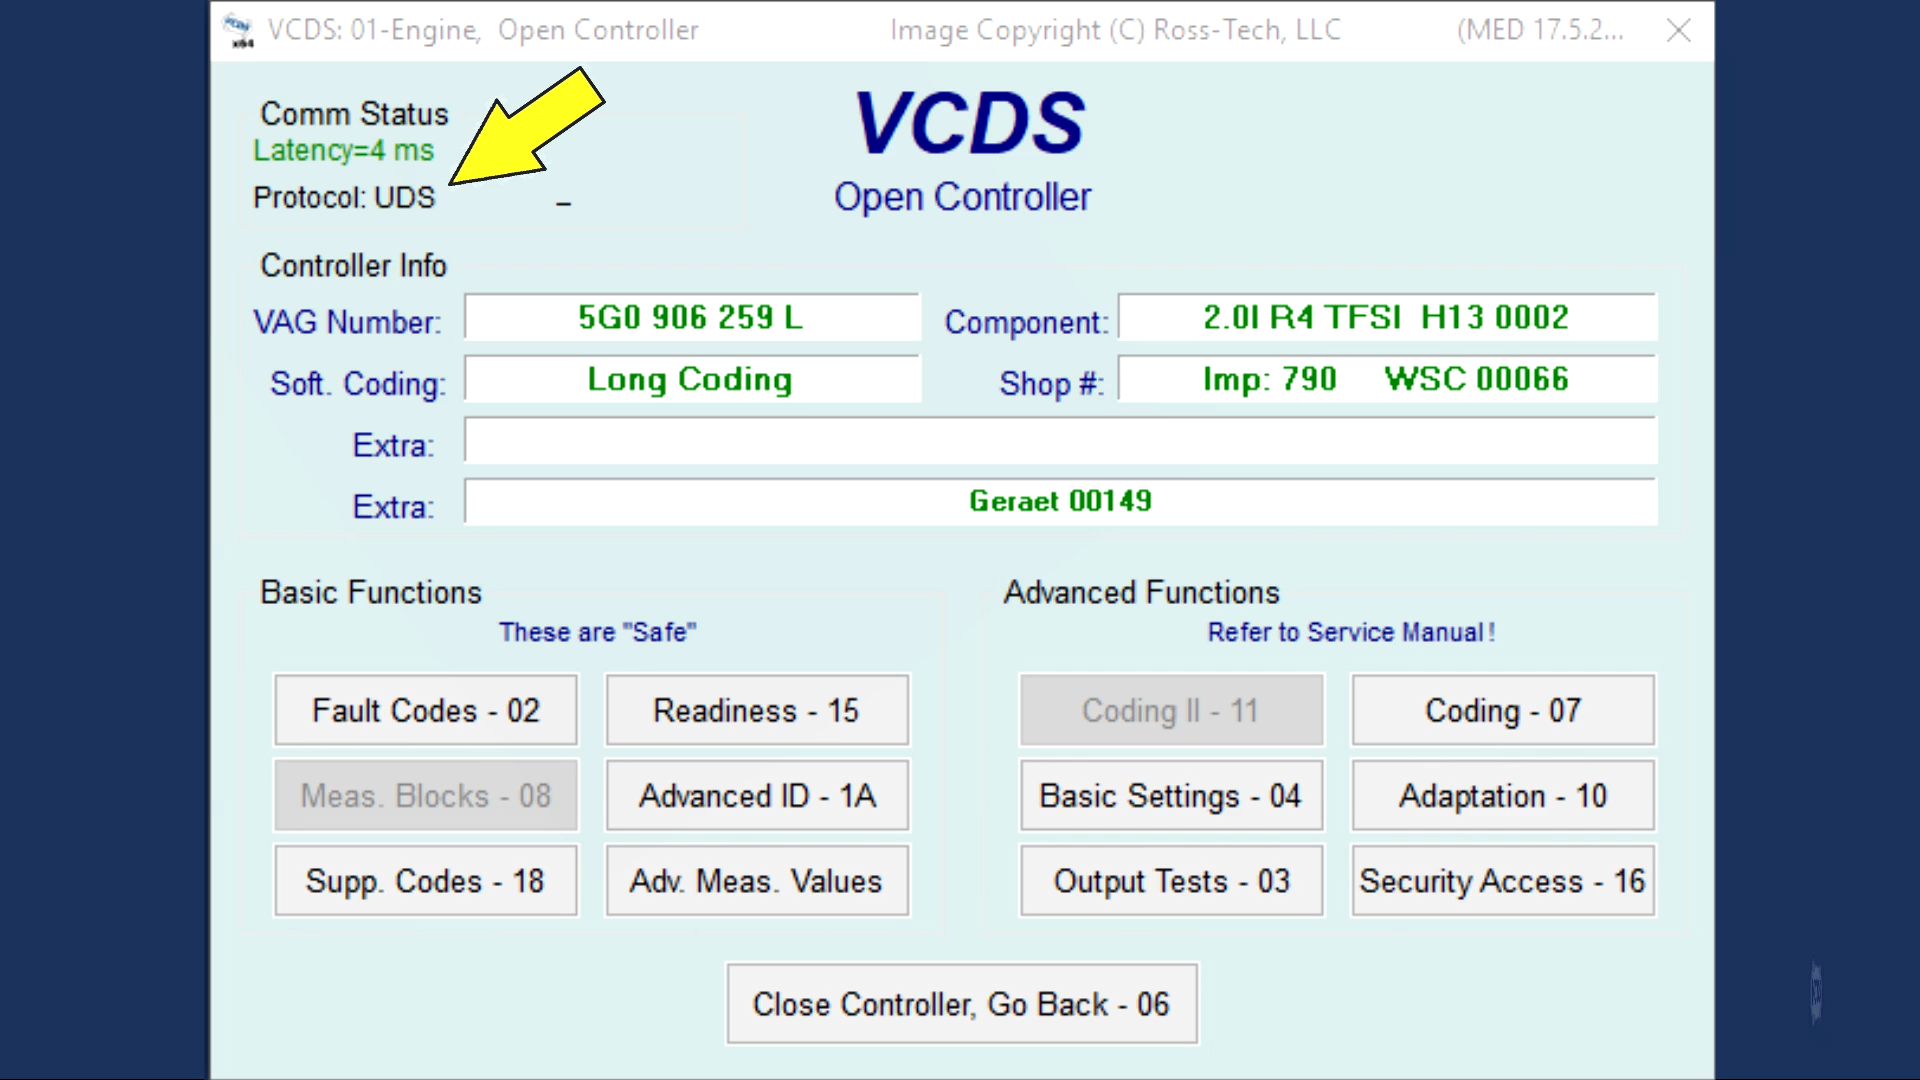 VCDS: 01-Engine, Open Controller Image Copyright (C) Ross-Tech, LLC (MED 17.5.2...
Comm Status
Latency=4 ms
Protocol: UDS
VCDS
Open Controller
Controller Info
VAG Number: 5G0 906 259 L Component: 2.0l R4 TFSI H13 0002
Soft. Coding: Long Coding Shop #: Imp: 790 WSC 00066
Extra:
Extra: Geraet 00149
Basic Functions
These are "Safe"
Fault Codes - 02 Readiness - 15
Meas. Blocks - 08 Advanced ID - 1A
Supp. Codes - 18 Adv. Meas. Values
Advanced Functions
Refer to Service Manual!
Coding II - 11 Coding - 07
Basic Settings - 04 Adaptation - 10
Output Tests - 03 Security Access - 16
Close Controller, Go Back - 06